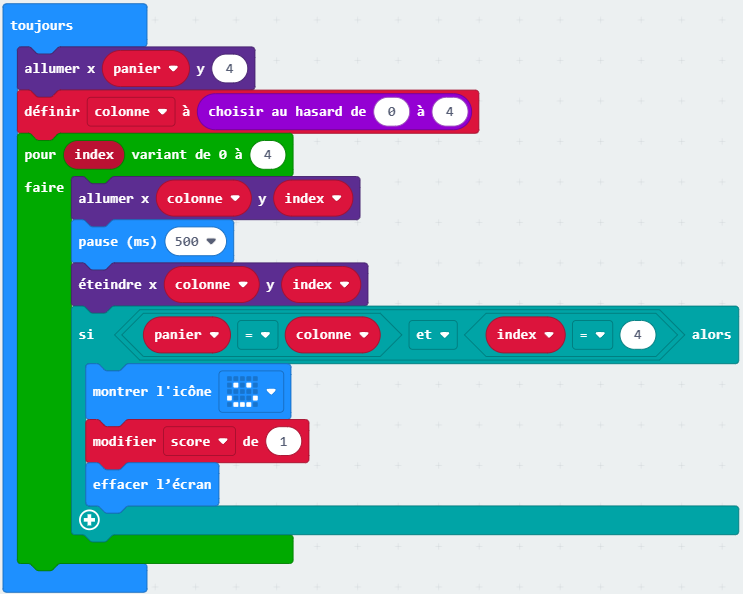 toujours
allumer x panier y 4
définir colonne à choisir au hasard de 0 à 4
pour index variant de 0 à 4
faire
allumer x colonne y index
pause (ms) 500
éteindre x colonne y index
si panier = colonne et index = 4 alors
montrer l'icône
modifier score de 1
effacer l’écran